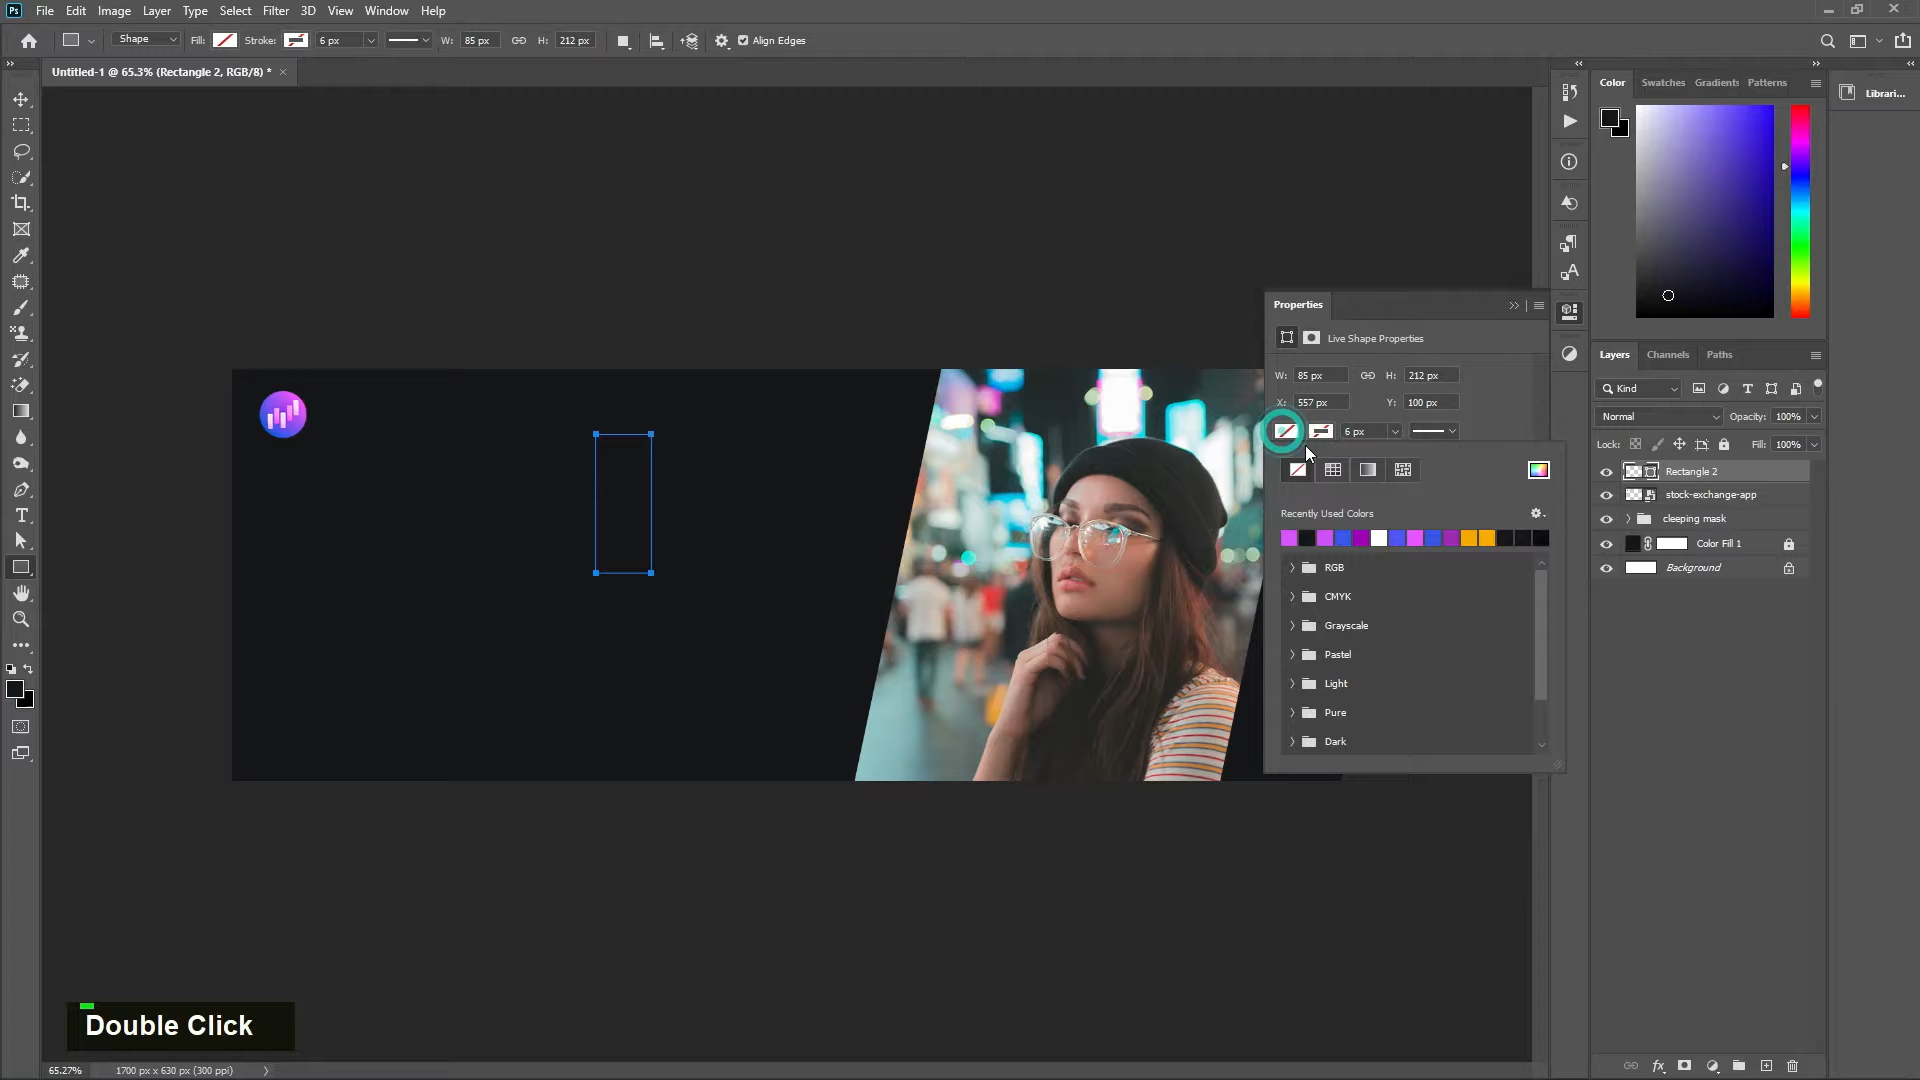 Ps File Edit Image Layer Type Select Filter 3D View Window Help
Shape Fill: Stroke: 6 px W: 85 px H: 212 px Align Edges
Untitled-1 @ 65.3% (Rectangle 2, RGB/8) *
Color Swatches Gradients Patterns
Librari...
Properties
Live Shape Properties
W: 85 px H: 212 px
X: 557 px Y: 100 px
6 px
Recently Used Colors
RGB
CMYK
Grayscale
Pastel
Light
Pure
Dark
Layers Channels Paths
Kind
Normal Opacity: 100%
Lock: Fill: 100%
Rectangle 2
stock-exchange-app
cleeping mask
Color Fill 1
Background
fx
Double Click
65.27% 1700 px x 630 px (300 ppi)